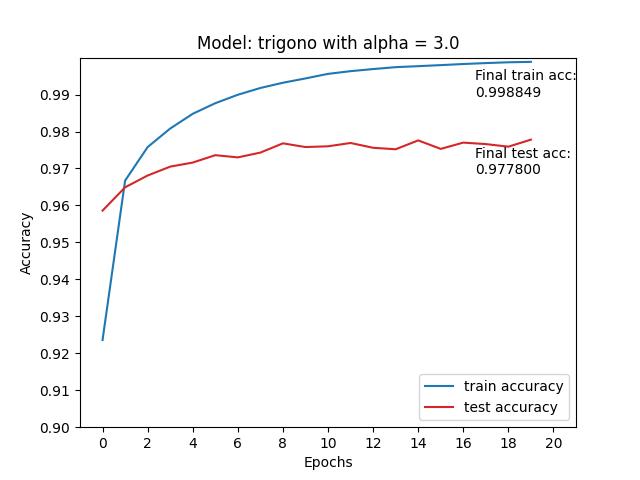 Model: trigono with alpha = 3.0
Final train acc:
0.998849
0.99
0.98
Final test acc:
0.977800
0.97
0.96
0.95
Accuracy
0.94
0.93
0.92
0.91
0.90
train accuracy
test accuracy
0 2 4 6 8 10 12 14 16 18 20
Epochs